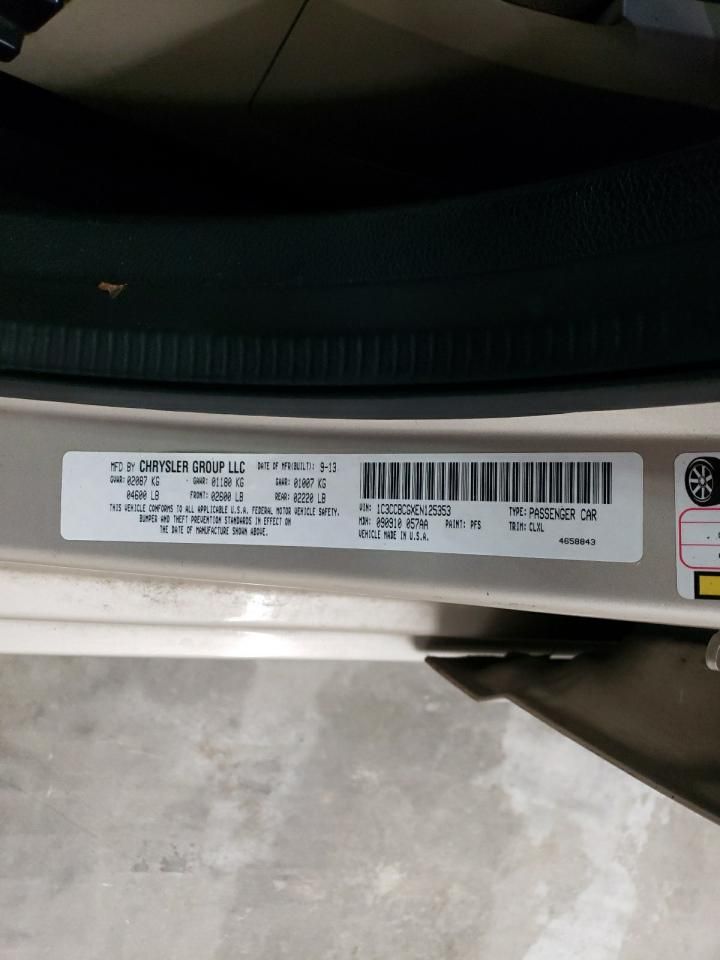 MFD BY CHRYSLER GROUP LLC DATE OF MFR(BUILT): 9-13
GVWR: 02087 KG GAWR: 01180 KG GAWR: 01007 KG
04600 LB FRONT: 02600 LB REAR: 02220 LB
THIS VEHICLE CONFORMS TO ALL APPLICABLE U.S.A. FEDERAL MOTOR VEHICLE SAFETY,
BUMPER AND THEFT PREVENTION STANDARDS IN EFFECT ON
THE DATE OF MANUFACTURE SHOWN ABOVE.
VIN: 1C3CCBCGXEN125353 TYPE: PASSENGER CAR
MDH: 090910 057AA PAINT: PFS TRIM: CLXL
VEHICLE MADE IN U.S.A. 4658843